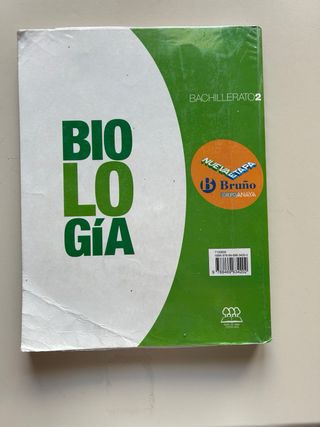 BACHILLERATO2
BIO
LO
GÍA
NUEVA ETAPA
Bruño
GRUPO ANAYA